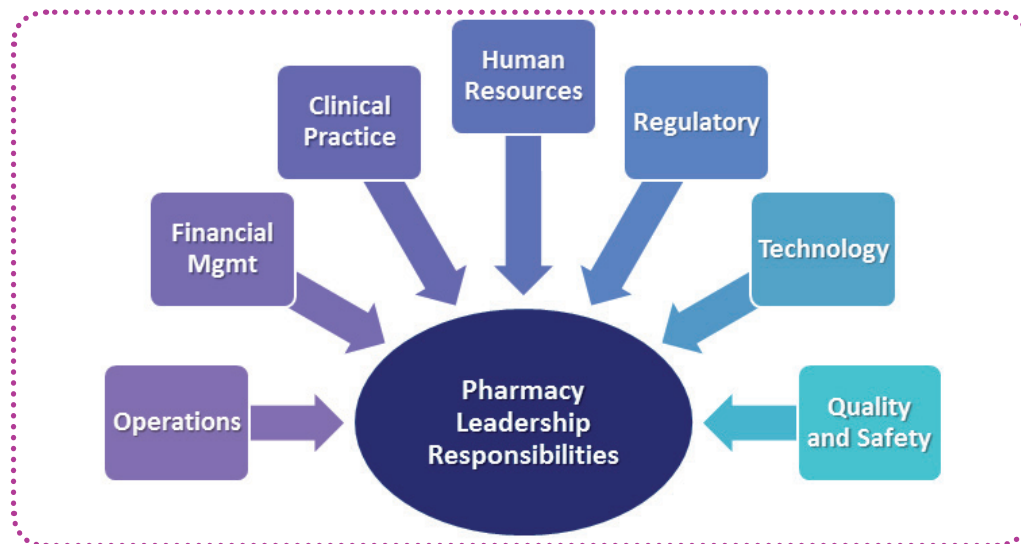 Human
Resources
Clinical
Practice
Regulatory
Financial
Mgmt
Technology
Operations
Pharmacy
Leadership
Responsibilities
Quality
and Safety